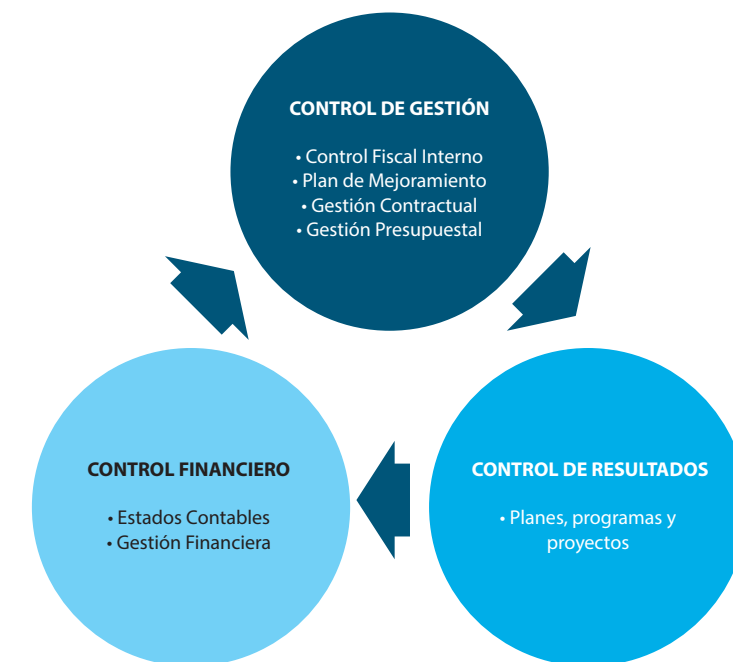 CONTROL DE GESTIÓN
• Control Fiscal Interno
• Plan de Mejoramiento
• Gestión Contractual
• Gestión Presupuestal
CONTROL FINANCIERO
• Estados Contables
• Gestión Financiera
CONTROL DE RESULTADOS
• Planes, programas y
proyectos